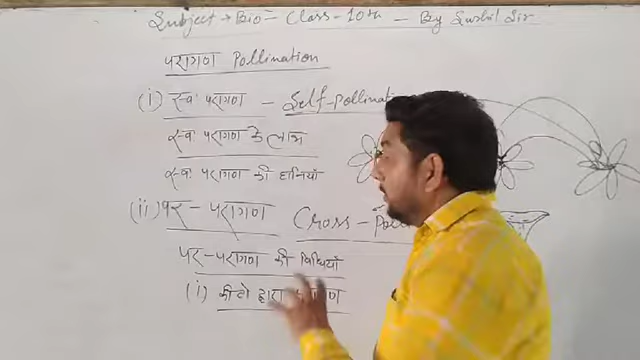 Subject → Bio - Class - 10th - By Sushil Sir
परागण Pollination
(i) स्व परागण - Self-Pollinati
स्व परागण के लाभ
स्व परागण की हानियाँ
(ii) पर - परागण Cross - Poll
पर - परागण की विधियाँ
(i) कीटो द्वारा